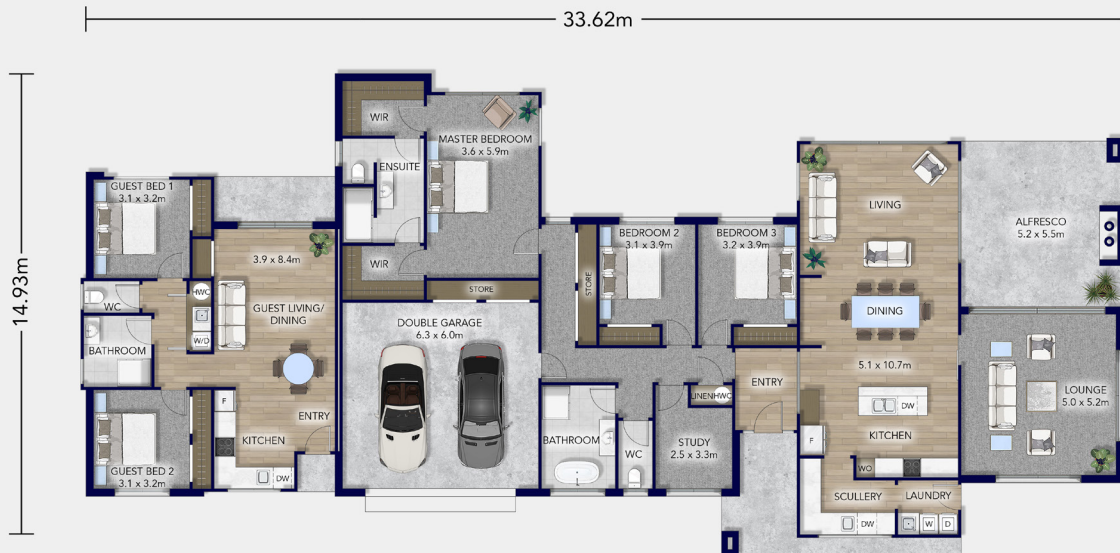 33.62m
14.93m
WIR
MASTER BEDROOM
3.6 x 5.9m
ENSUITE
WIR
GUEST BED 1
3.1 x 3.2m
3.9 x 8.4m
GUEST LIVING/
DINING
HWC
W/D
WC
BATHROOM
GUEST BED 2
3.1 x 3.2m
F
KITCHEN
DW
ENTRY
STORE
DOUBLE GARAGE
6.3 x 6.0m
STORE
BEDROOM 2
3.1 x 3.9m
BEDROOM 3
3.2 x 3.9m
BATHROOM
WC
LINEN
HWC
STUDY
2.5 x 3.3m
ENTRY
LIVING
DINING
5.1 x 10.7m
DW
KITCHEN
F
WO
SCULLERY
DW
LAUNDRY
W
D
ALFRESCO
5.2 x 5.5m
LOUNGE
5.0 x 5.2m